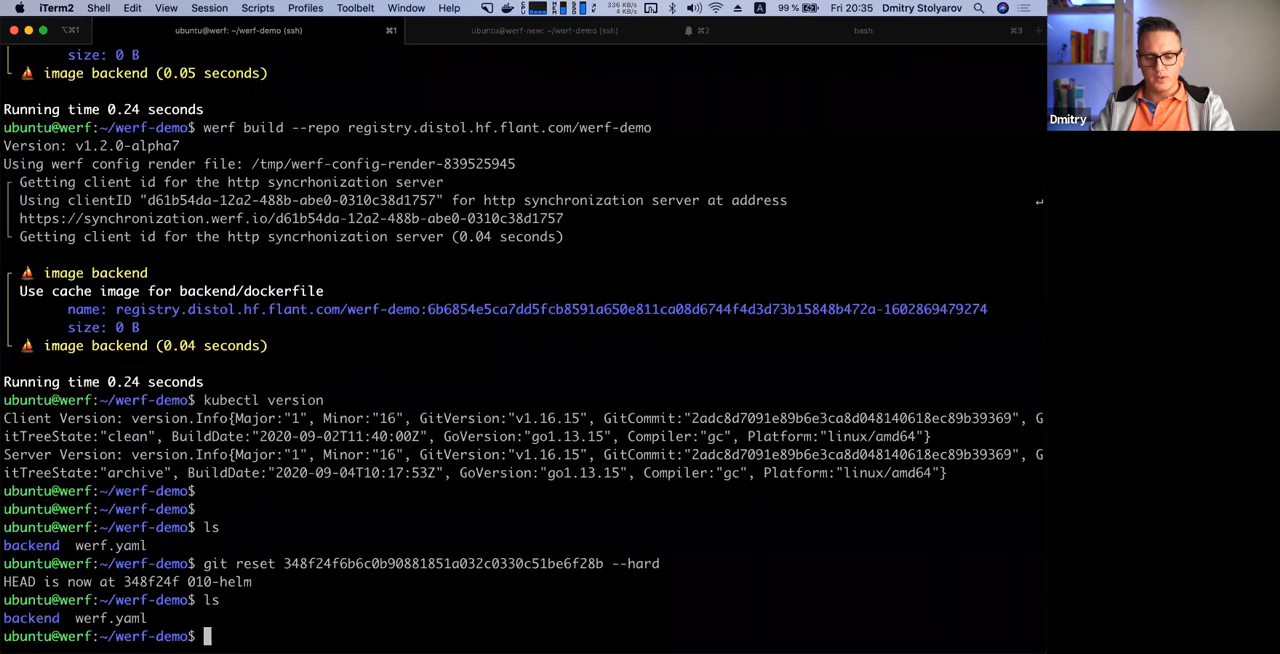 iTerm2 Shell Edit View Session Scripts Profiles Toolbelt Window Help 336 KB/s 4 KB/s A 99 % Fri 20:35 Dmitry Stolyarov
⌥⌘1 ubuntu@werf: ~/werf-demo (ssh) ⌘1 ubuntu@werf-new: ~/werf-demo (ssh) ⌘2 bash ⌘3 +
size: 0 B
image backend (0.05 seconds)
Running time 0.24 seconds
ubuntu@werf:~/werf-demo$ werf build --repo registry.distol.hf.flant.com/werf-demo
Version: v1.2.0-alpha7
Using werf config render file: /tmp/werf-config-render-839525945
Getting client id for the http syncrhonization server
Using clientID "d61b54da-12a2-488b-abe0-0310c38d1757" for http synchronization server at address
https://synchronization.werf.io/d61b54da-12a2-488b-abe0-0310c38d1757
Getting client id for the http syncrhonization server (0.04 seconds)
image backend
Use cache image for backend/dockerfile
name: registry.distol.hf.flant.com/werf-demo:6b6854e5ca7dd5fcb8591a650e811ca08d6744f4d3d73b15848b472a-1602869479274
size: 0 B
image backend (0.04 seconds)
Running time 0.24 seconds
ubuntu@werf:~/werf-demo$ kubectl version
Client Version: version.Info{Major:"1", Minor:"16", GitVersion:"v1.16.15", GitCommit:"2adc8d7091e89b6e3ca8d048140618ec89b39369", G
itTreeState:"clean", BuildDate:"2020-09-02T11:40:00Z", GoVersion:"go1.13.15", Compiler:"gc", Platform:"linux/amd64"}
Server Version: version.Info{Major:"1", Minor:"16", GitVersion:"v1.16.15", GitCommit:"2adc8d7091e89b6e3ca8d048140618ec89b39369", G
itTreeState:"archive", BuildDate:"2020-09-04T10:17:53Z", GoVersion:"go1.13.15", Compiler:"gc", Platform:"linux/amd64"}
ubuntu@werf:~/werf-demo$
ubuntu@werf:~/werf-demo$
ubuntu@werf:~/werf-demo$ ls
backend werf.yaml
ubuntu@werf:~/werf-demo$ git reset 348f24f6b6c0b90881851a032c0330c51be6f28b --hard
HEAD is now at 348f24f 010-helm
ubuntu@werf:~/werf-demo$ ls
backend werf.yaml
ubuntu@werf:~/werf-demo$
Dmitry